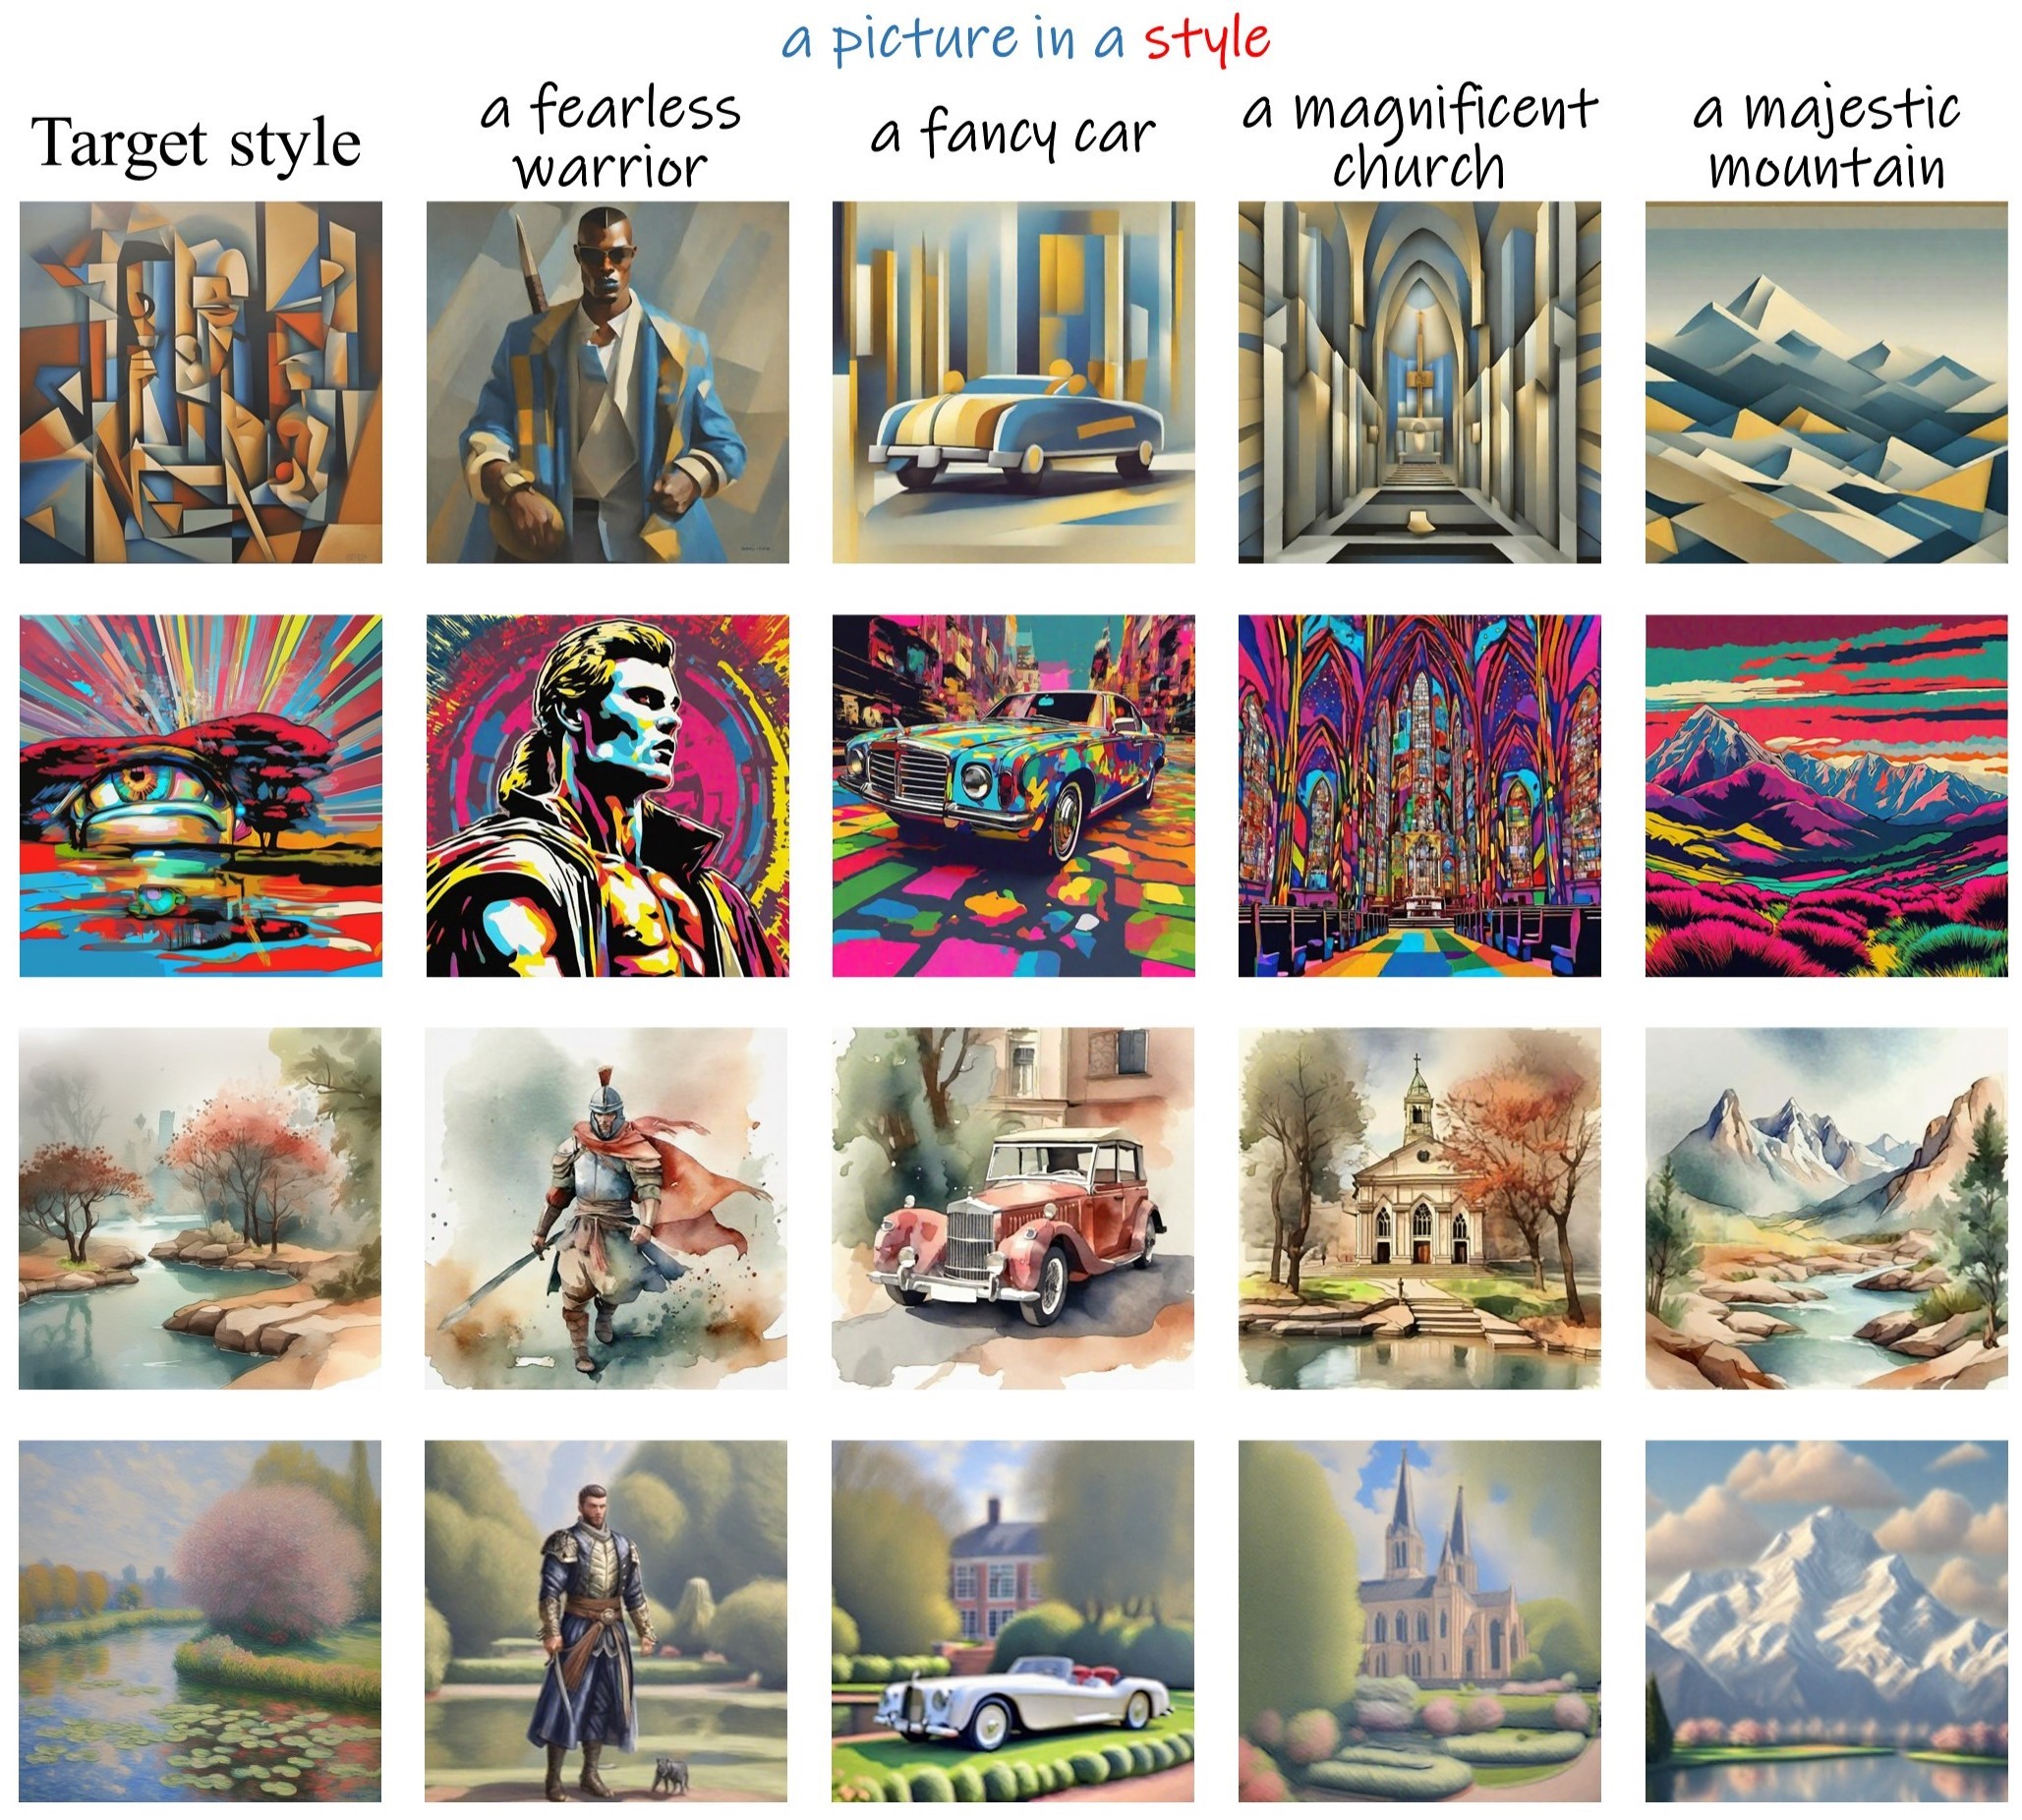 a picture in a style
Target style
a fearless
warrior
a fancy car
a magnificent
church
a majestic
mountain